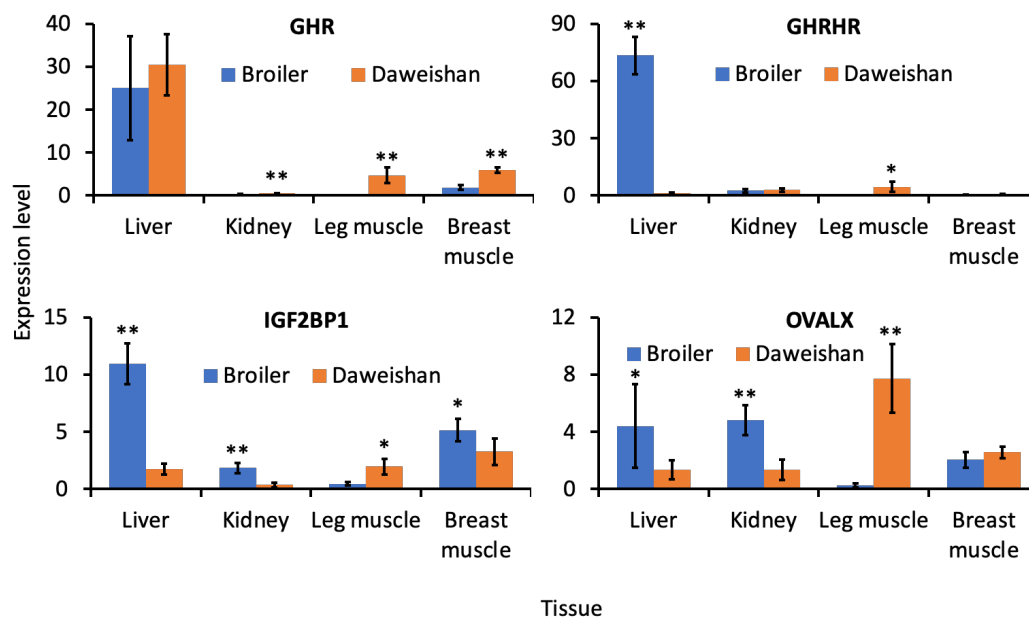 Expression level
GHR
Broiler Daweishan
40
30
20
10
0
** ** **
Liver Kidney Leg muscle Breast
muscle
GHRHR
Broiler Daweishan
90
60
30
0
** *
Liver Kidney Leg muscle Breast
muscle
IGF2BP1
Broiler Daweishan
15
10
5
0
** ** * *
Liver Kidney Leg muscle Breast
muscle
OVALX
Broiler Daweishan
12
8
4
0
* ** **
Liver Kidney Leg muscle Breast
muscle
Tissue